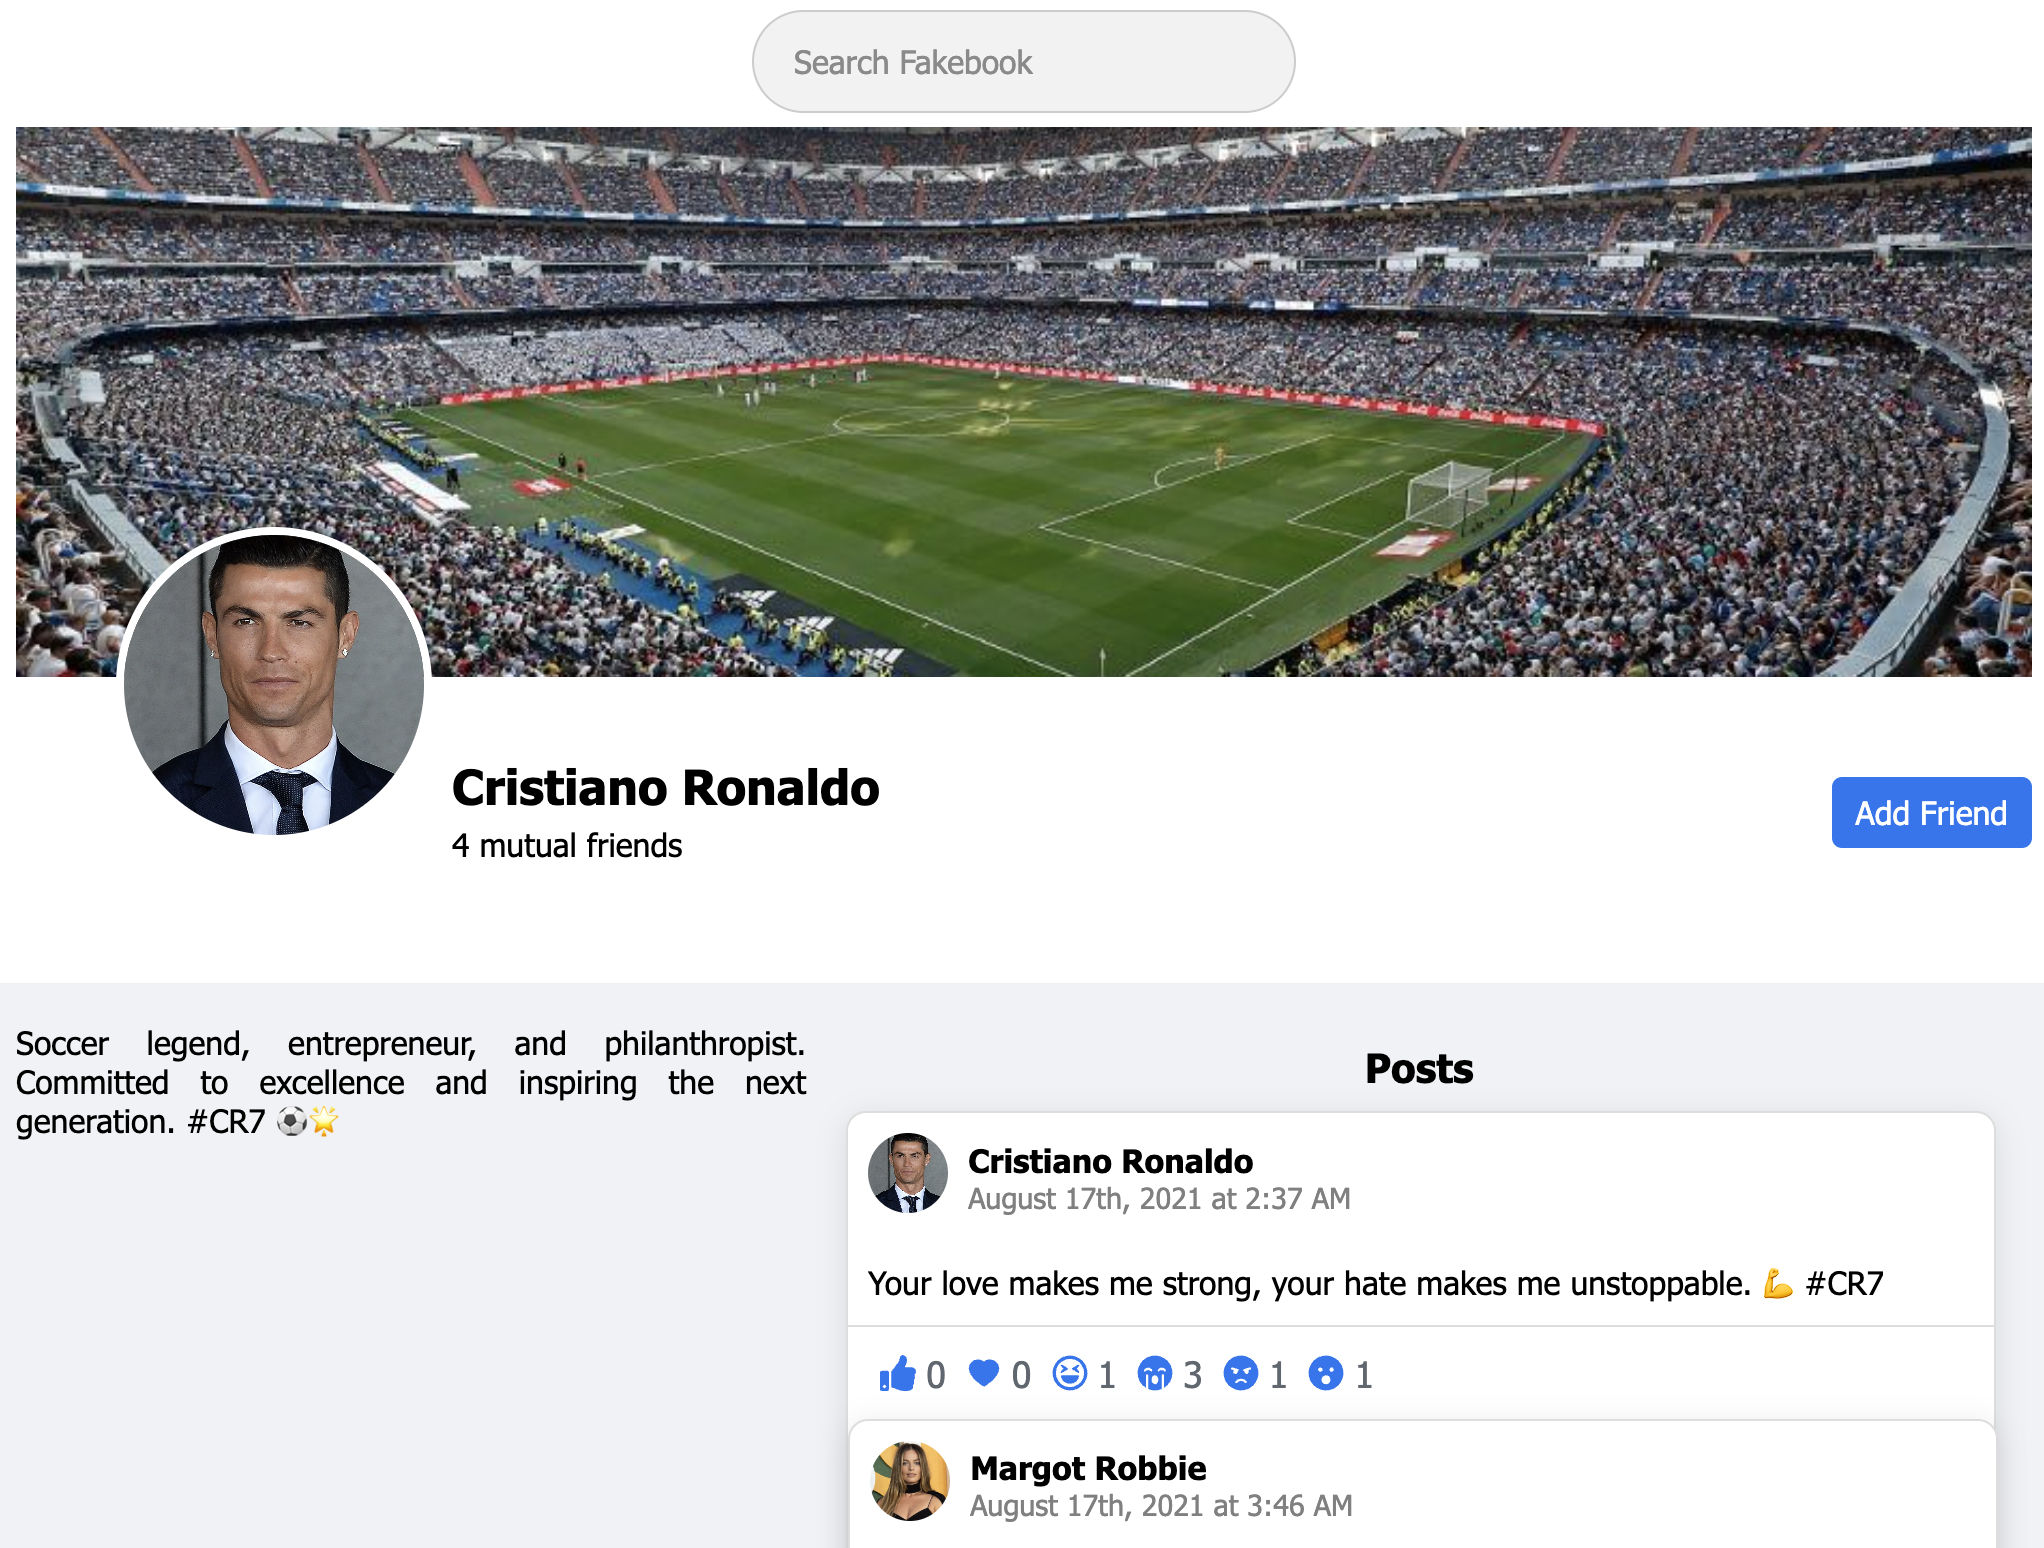 Search Fakebook
Cristiano Ronaldo
4 mutual friends
Add Friend
Soccer legend, entrepreneur, and philanthropist.
Committed to excellence and inspiring the next
generation. #CR7 ⚽🌟
Posts
Cristiano Ronaldo
August 17th, 2021 at 2:37 AM
Your love makes me strong, your hate makes me unstoppable. 💪 #CR7
0 0 1 3 1 1
Margot Robbie
August 17th, 2021 at 3:46 AM